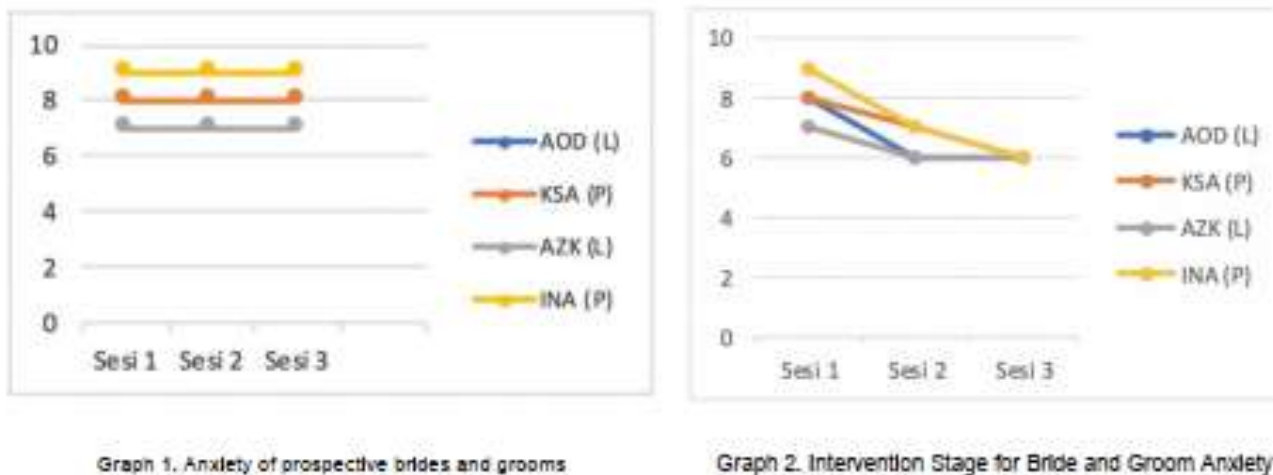 10
8
6
4
2
0
Sesi 1 Sesi 2 Sesi 3
AOD (L)
KSA (P)
AZK (L)
INA (P)
Graph 1. Anxiety of prospective brides and grooms
10
8
6
4
2
0
Sesi 1 Sesi 2 Sesi 3
AOD (L)
KSA (P)
AZK (L)
INA (P)
Graph 2. Intervention Stage for Bride and Groom Anxiety